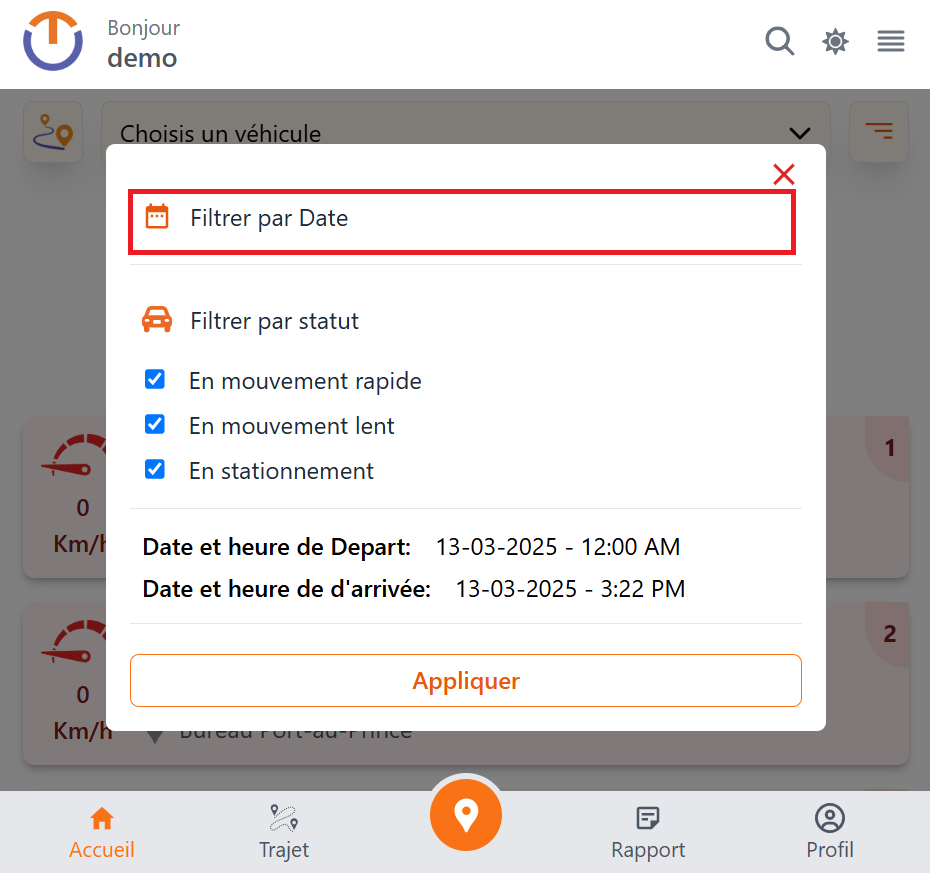 Bonjour
demo
Choisis un véhicule
Filtrer par Date
Filtrer par statut
En mouvement rapide
En mouvement lent
En stationnement
Date et heure de Depart: 13-03-2025 - 12:00 AM
Date et heure de d'arrivée: 13-03-2025 - 3:22 PM
Appliquer
1
0
Km/h
2
0
Km/h
Bureau Port-au-Prince
Accueil
Trajet
Rapport
Profil